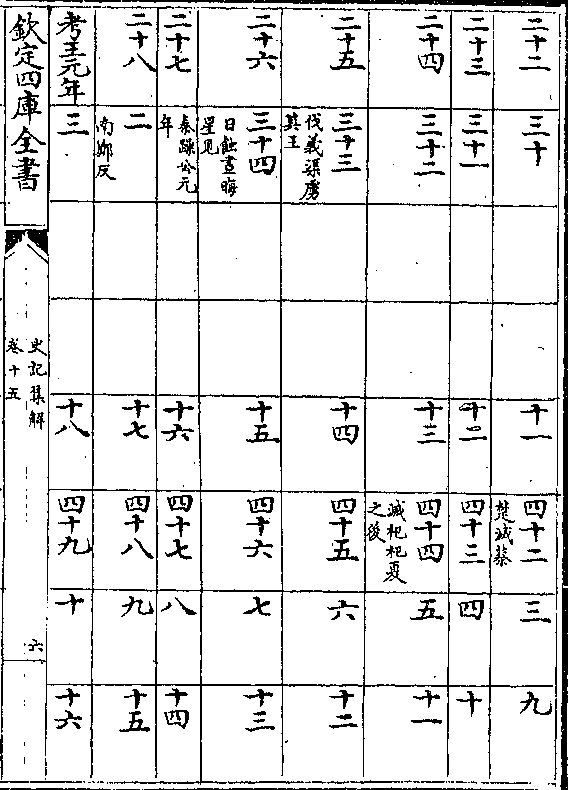 二十二
三十
十一
四十二
楚滅蔡
三
九
二十三
三十一
十二
四十三
四
十
二十四
三十二
十三
四十四
滅杞杞夏
之後
五
十一
二十五
三十三
伐義渠虜
其王
十四
四十五
六
十二
二十六
三十四
日蝕晝晦
星見
十五
四十六
七
十三
二十七
秦躁公元
年
十六
四十七
八
十四
二十八
二
南鄭反
十七
四十八
九
十五
考王元年
三
十八
四十九
十
十六
欽定四庫全書
史記集解
卷十五
六